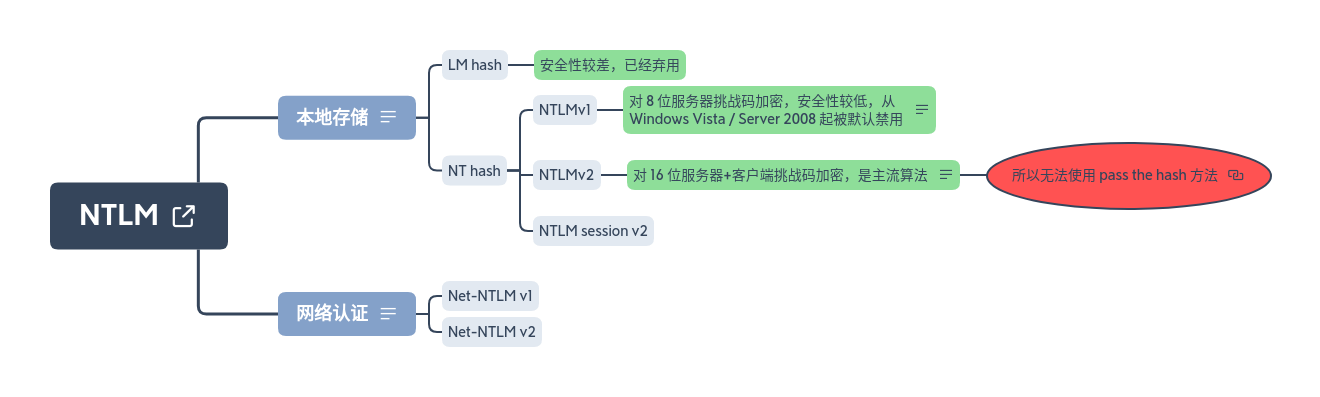 NTLM
本地存储
LM hash
安全性较差，已经弃用
NT hash
NTLMv1
对 8 位服务器挑战码加密，安全性较低，从
Windows Vista / Server 2008 起被默认禁用
NTLMv2
对 16 位服务器+客户端挑战码加密，是主流算法
所以无法使用 pass the hash 方法
NTLM session v2
网络认证
Net-NTLM v1
Net-NTLM v2